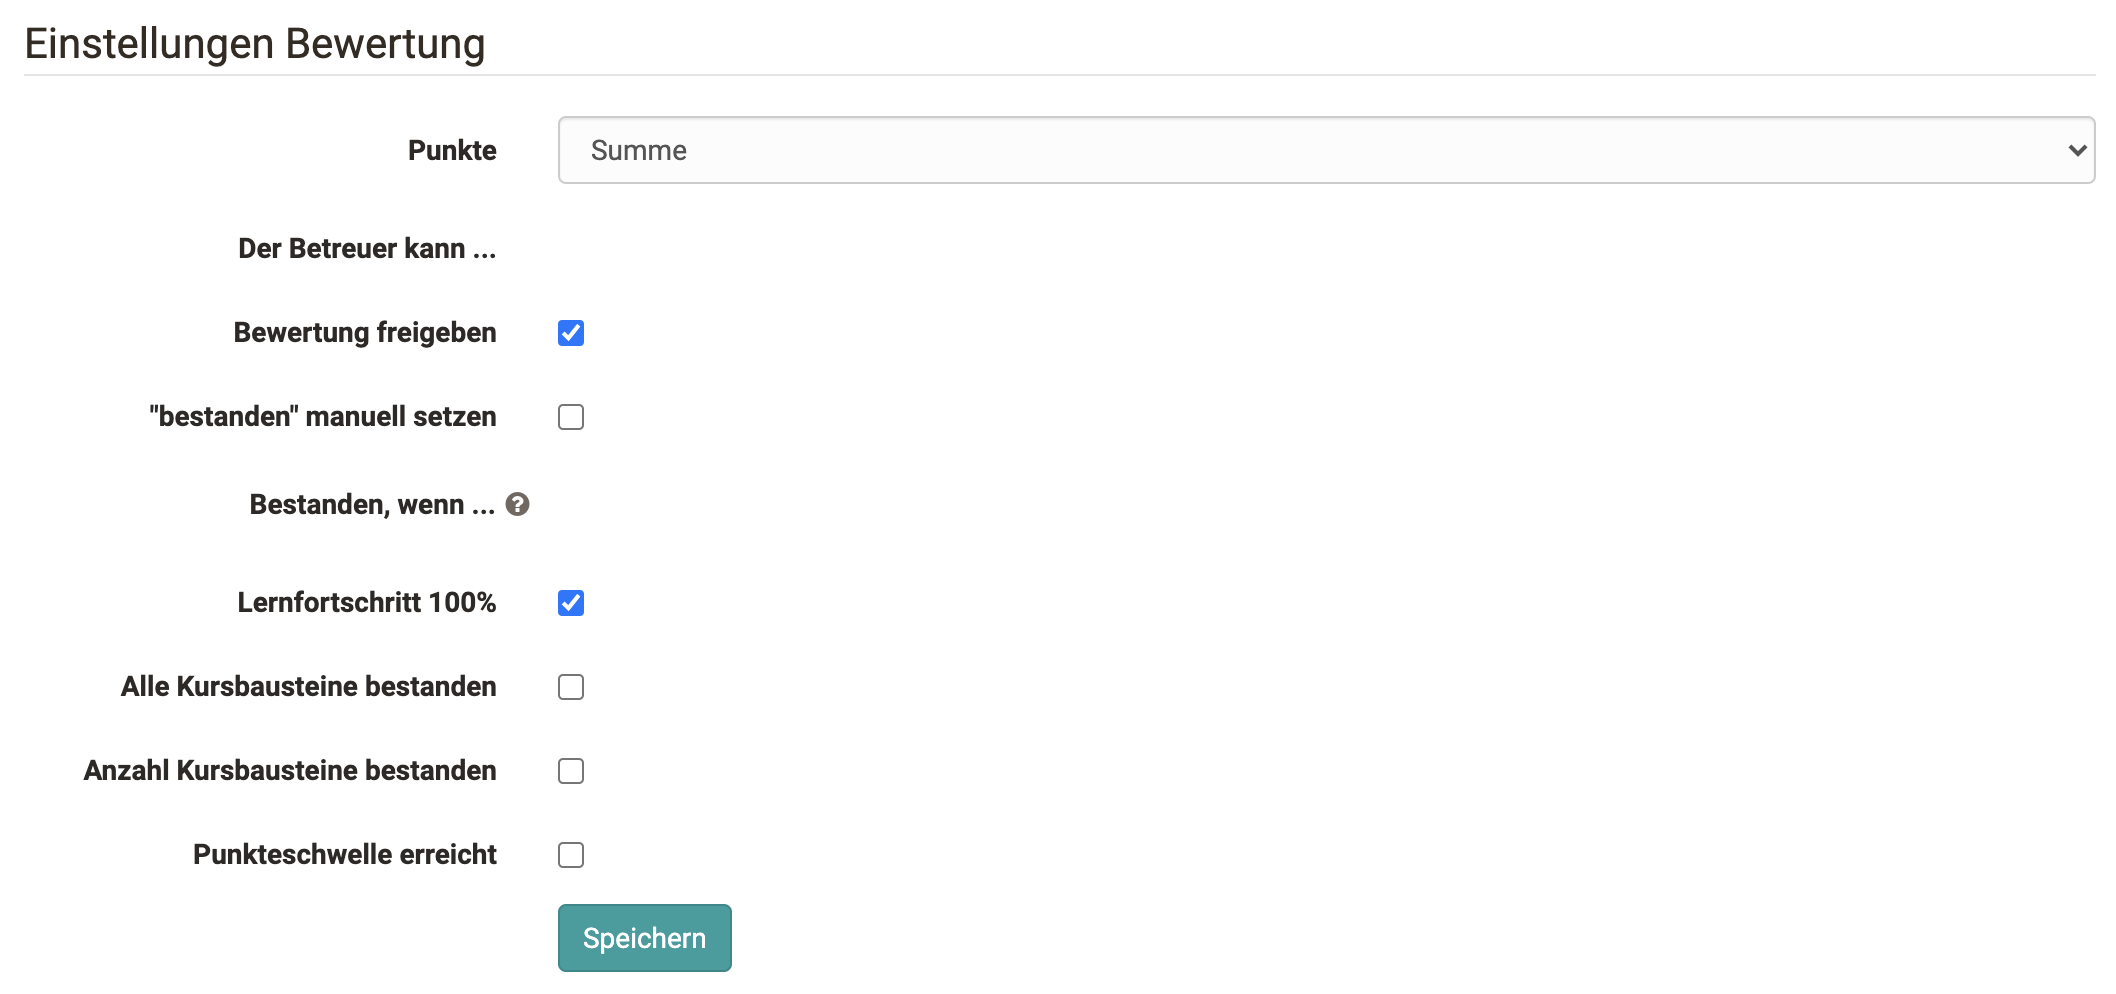 Einstellungen Bewertung
Punkte
Summe
Der Betreuer kann ...
Bewertung freigeben
"bestanden" manuell setzen
Bestanden, wenn ... ?
Lernfortschritt 100%
Alle Kursbausteine bestanden
Anzahl Kursbausteine bestanden
Punkteschwelle erreicht
Speichern